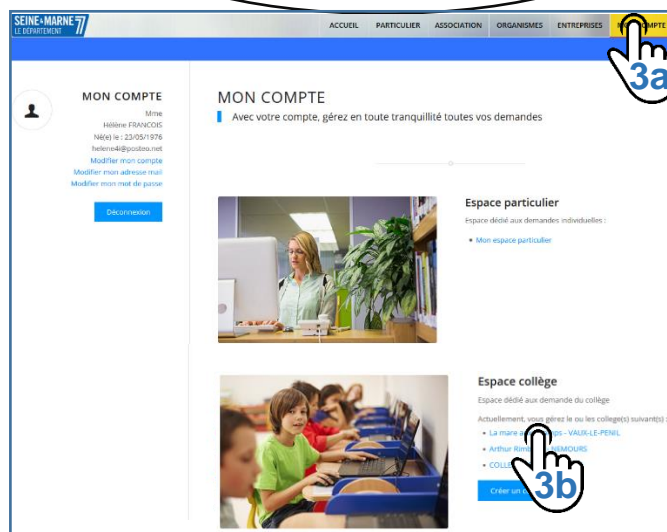 SEINE&MARNE 77
LE DÉPARTEMENT
ACCUEIL PARTICULIER ASSOCIATION ORGANISMES ENTREPRISES COMPTE
3a
MON COMPTE
Mme
Hélène FRANCOIS
Né(e) le : 23/05/1976
helene4i@posteo.net
Modifier mon compte
Modifier mon adresse mail
Modifier mon mot de passe
Déconnexion
MON COMPTE
Avec votre compte, gérez en toute tranquillité toutes vos demandes
Espace particulier
Espace dédié aux demandes individuelles :
Mon espace particulier
Espace collège
Espace dédié aux demande du collège
Actuellement, vous gérez le ou les college(s) suivant(s) :
La mare - VAUX-LE-PENIL
Arthur NEMOURS
3b
Créer un